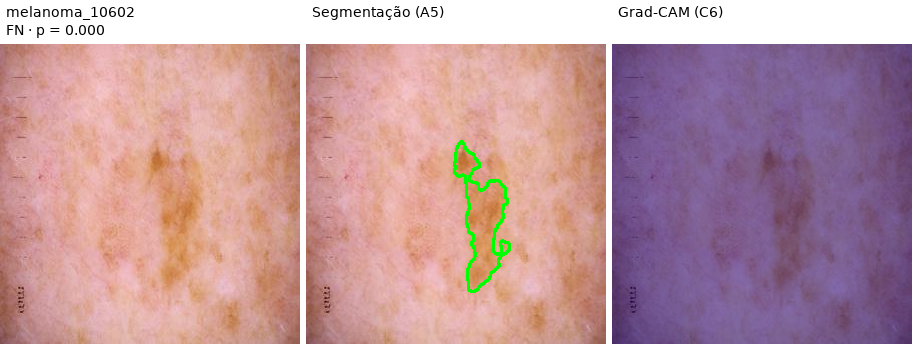 melanoma_10602
FN · p = 0.000
Segmentação (A5)
Grad-CAM (C6)